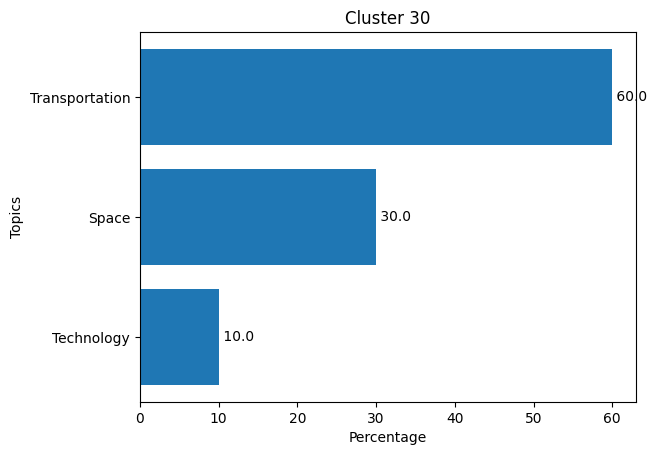 Cluster 30
Topics
Transportation
60.0
Space
30.0
Technology
10.0
0 10 20 30 40 50 60
Percentage